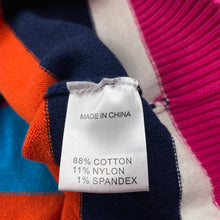 MADE IN CHINA
88% COTTON
11% NYLON
1% SPANDEX